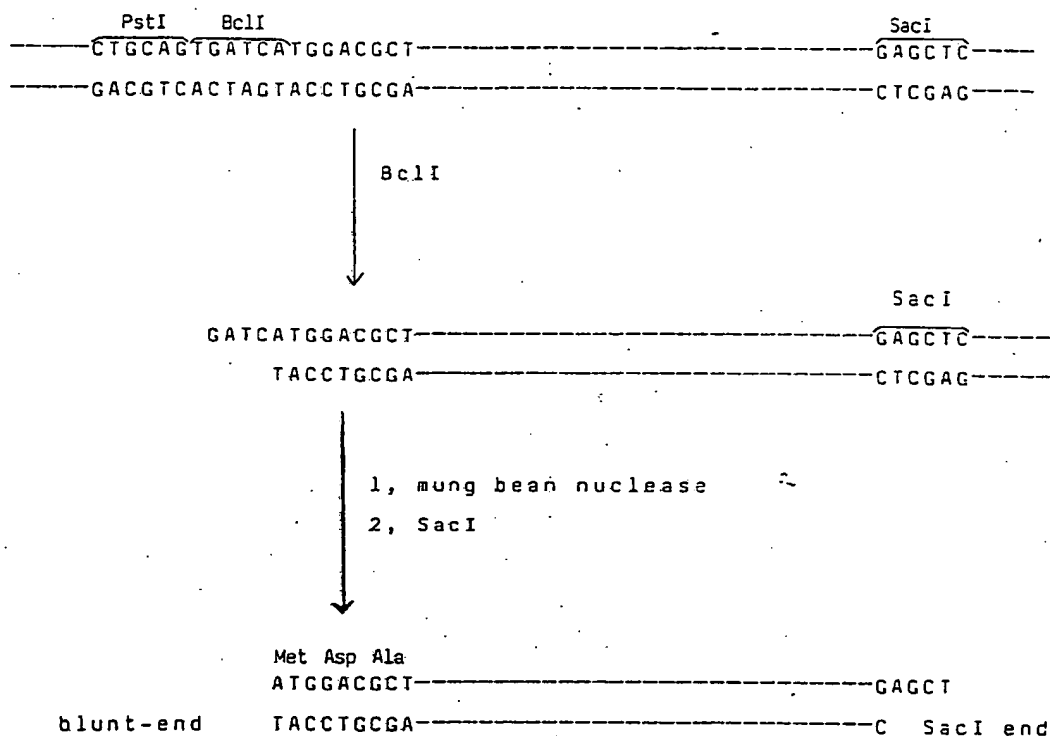 PstI BclI SacI
-----CTGCAGTGATCATGGACGCT-----------------------------------GAGCTC----
-----GACGTCACTAGTACCTGCGA-----------------------------------CTCGAG----
BclI
SacI
GATCATGGACGCT-----------------------------------GAGCTC-----
TACCTGCGA-----------------------------------CTCGAG-----
1, mung bean nuclease
2, SacI
Met Asp Ala
ATGGACGCT-----------------------------------GAGCT
blunt-end TACCTGCGA-----------------------------------C SacI end